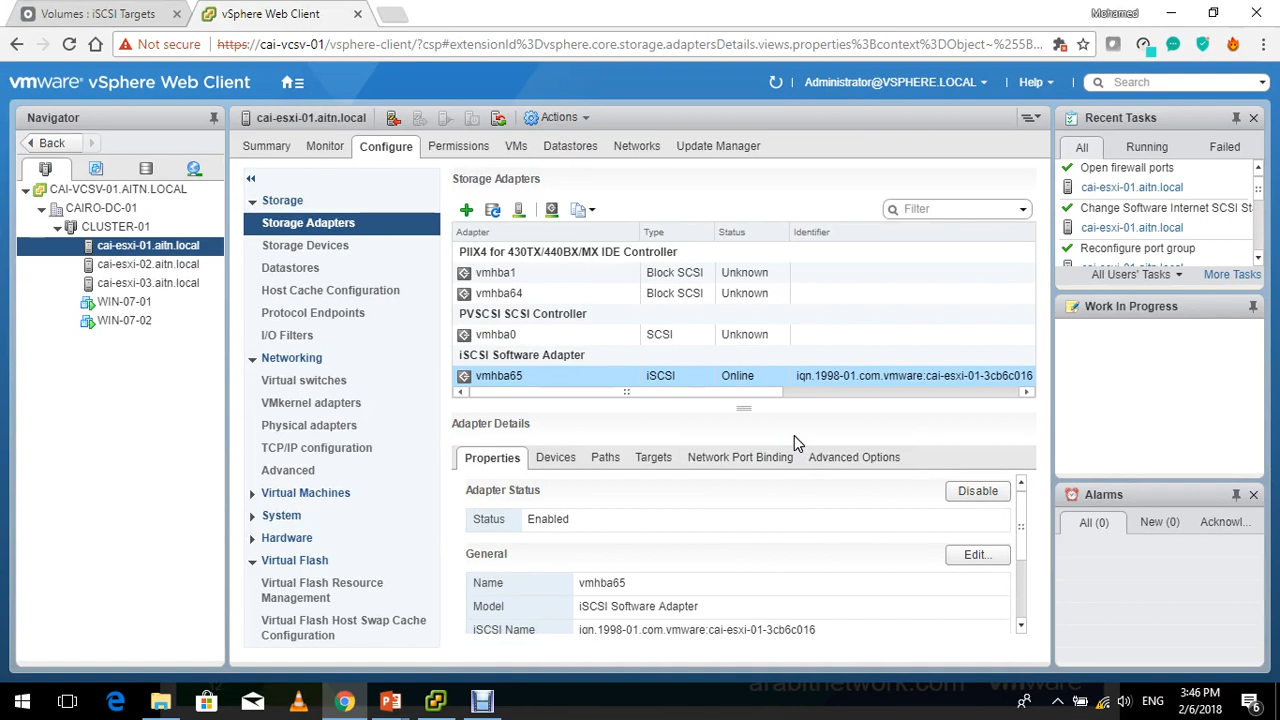 Volumes : iSCSI Targets
vSphere Web Client
Mohamed
Not secure
https://cai-vcsv-01/vsphere-client/?csp#extensionId%3Dvsphere.core.storage.adaptersDetails.views.properties%3Bcontext%3DObject~%255B...
vmware vSphere Web Client
Administrator@VSPHERE.LOCAL
Help
Search
Navigator
Back
CAI-VCSV-01.AITN.LOCAL
CAIRO-DC-01
CLUSTER-01
cai-esxi-01.aitn.local
cai-esxi-02.aitn.local
cai-esxi-03.aitn.local
WIN-07-01
WIN-07-02
cai-esxi-01.aitn.local
Actions
Summary Monitor Configure Permissions VMs Datastores Networks Update Manager
Storage
Storage Adapters
Storage Devices
Datastores
Host Cache Configuration
Protocol Endpoints
I/O Filters
Networking
Virtual switches
VMkernel adapters
Physical adapters
TCP/IP configuration
Advanced
Virtual Machines
System
Hardware
Virtual Flash
Virtual Flash Resource
Management
Virtual Flash Host Swap Cache
Configuration
Storage Adapters
Filter
Adapter Type Status Identifier
PIIX4 for 430TX/440BX/MX IDE Controller
vmhba1 Block SCSI Unknown
vmhba64 Block SCSI Unknown
PVSCSI SCSI Controller
vmhba0 SCSI Unknown
iSCSI Software Adapter
vmhba65 iSCSI Online iqn.1998-01.com.vmware:cai-esxi-01-3cb6c016
Adapter Details
Properties Devices Paths Targets Network Port Binding Advanced Options
Adapter Status
Disable
Status Enabled
General
Edit...
Name vmhba65
Model iSCSI Software Adapter
iSCSI Name iqn.1998-01.com.vmware:cai-esxi-01-3cb6c016
Recent Tasks
All Running Failed
Open firewall ports
cai-esxi-01.aitn.local
Change Software Internet SCSI St
cai-esxi-01.aitn.local
Reconfigure port group
cai-esxi-01.aitn.local
All Users' Tasks
More Tasks
Work In Progress
Alarms
All (0) New (0) Acknowl...
arabitnetwork.com
ENG
3:46 PM
2/6/2018
6